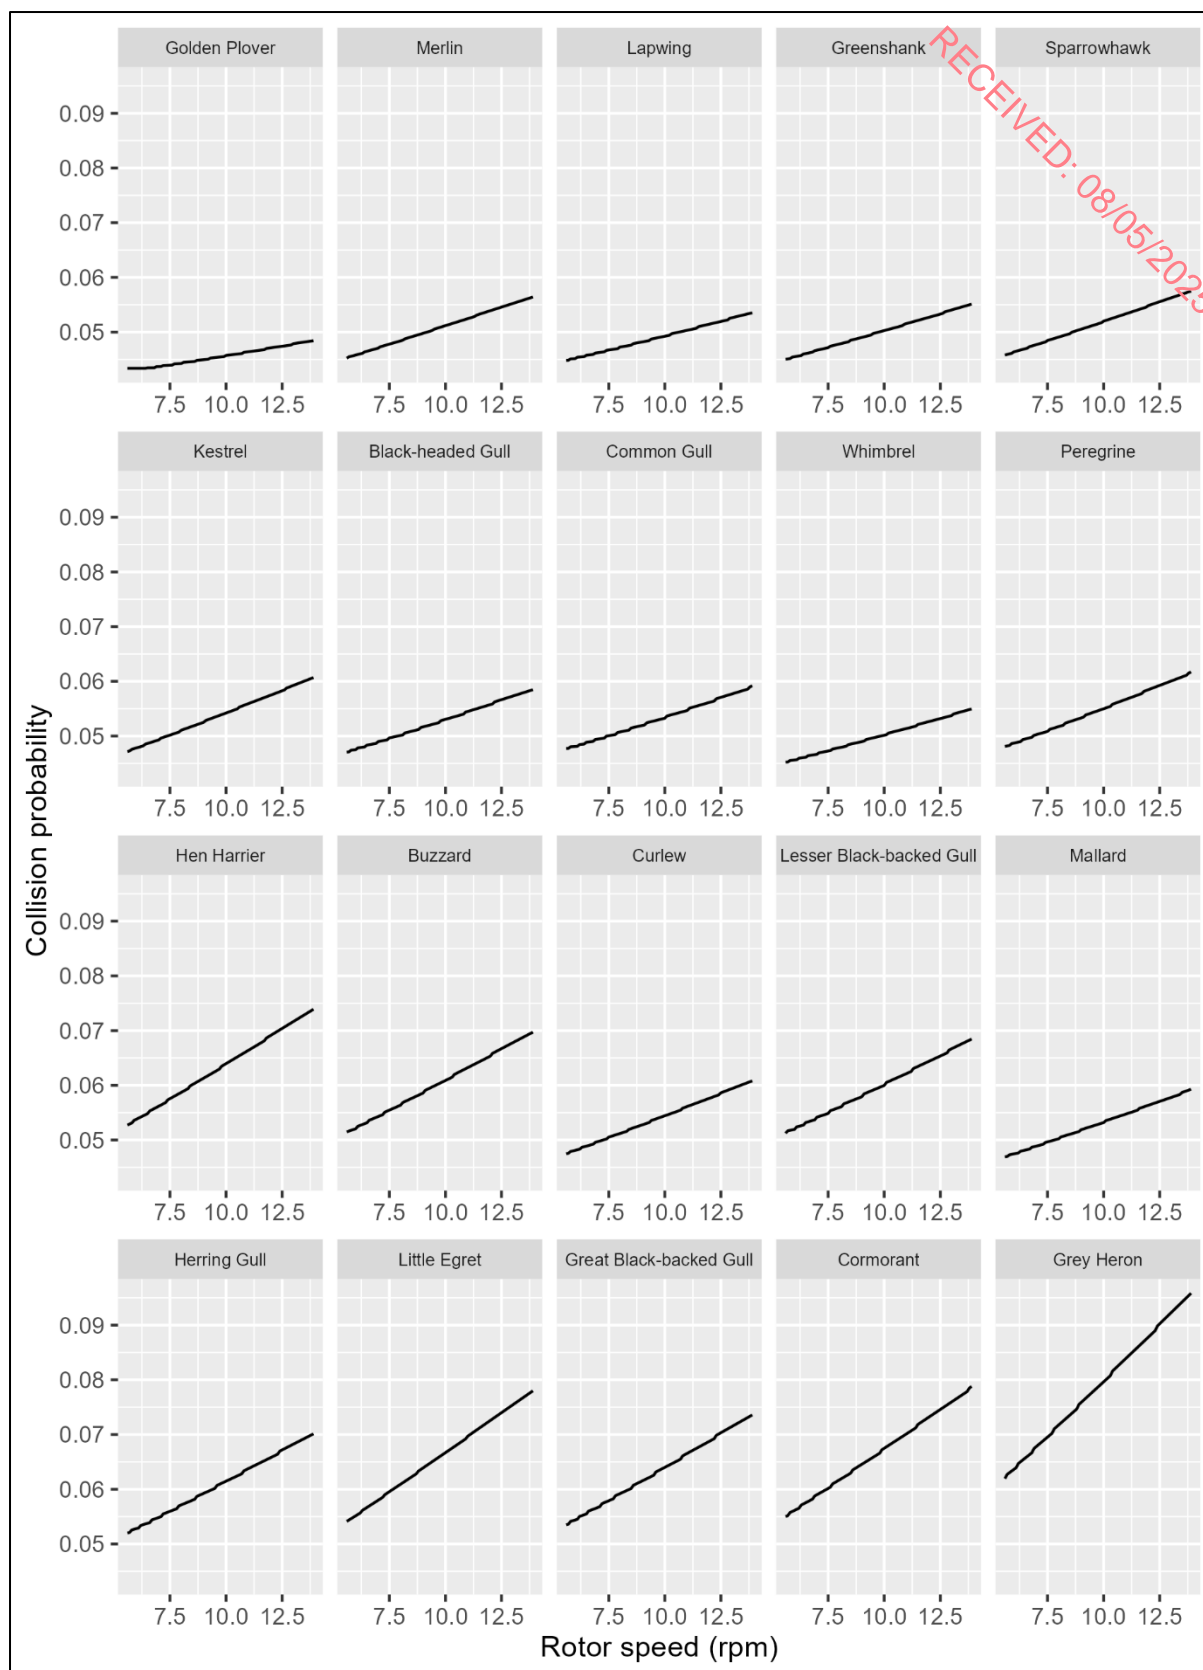 Golden Plover Merlin Lapwing Greenshank Sparrowhawk
RECEIVED: 08/05/2025
0.09
0.08
0.07
0.06
0.05
7.5 10.0 12.5 7.5 10.0 12.5 7.5 10.0 12.5 7.5 10.0 12.5 7.5 10.0 12.5
Kestrel Black-headed Gull Common Gull Whimbrel Peregrine
0.09
0.08
0.07
0.06
0.05
7.5 10.0 12.5 7.5 10.0 12.5 7.5 10.0 12.5 7.5 10.0 12.5 7.5 10.0 12.5
Collision probability
Hen Harrier Buzzard Curlew Lesser Black-backed Gull Mallard
0.09
0.08
0.07
0.06
0.05
7.5 10.0 12.5 7.5 10.0 12.5 7.5 10.0 12.5 7.5 10.0 12.5 7.5 10.0 12.5
Herring Gull Little Egret Great Black-backed Gull Cormorant Grey Heron
0.09
0.08
0.07
0.06
0.05
7.5 10.0 12.5 7.5 10.0 12.5 7.5 10.0 12.5 7.5 10.0 12.5 7.5 10.0 12.5
Rotor speed (rpm)